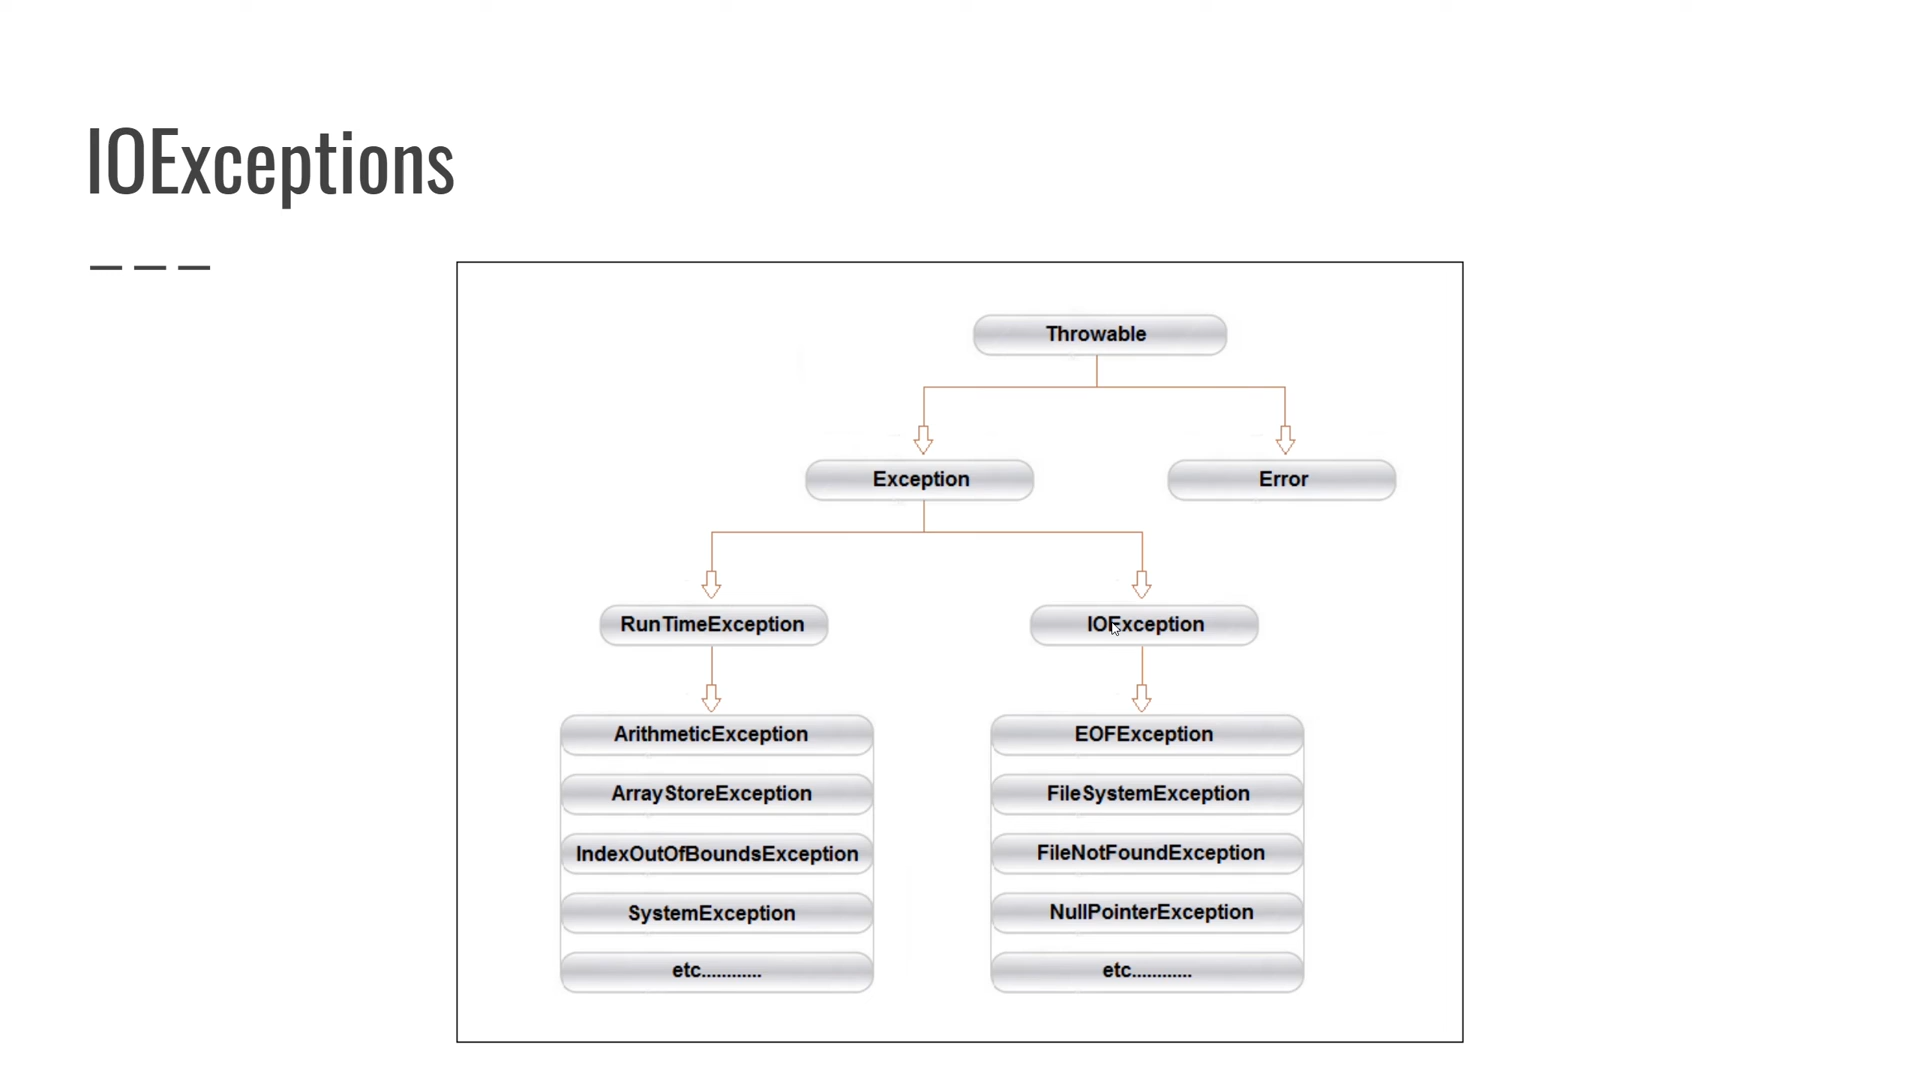 IOExceptions
Throwable
Exception
Error
RunTimeException
IOException
ArithmeticException
EOFException
ArrayStoreException
FileSystemException
IndexOutOfBoundsException
FileNotFoundException
SystemException
NullPointerException
etc............
etc............